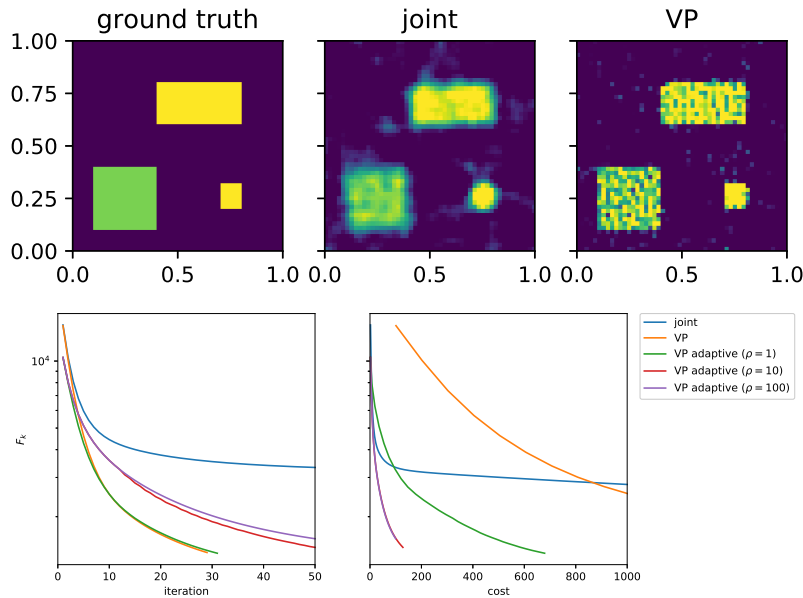 ground truth
joint
VP
1.00
0.75
0.50
0.25
0.00
0.0 0.5 1.0
0.0 0.5 1.0
0.0 0.5 1.0
10⁴
F_k
0 10 20 30 40 50
iteration
0 200 400 600 800 1000
cost
joint
VP
VP adaptive (ρ = 1)
VP adaptive (ρ = 10)
VP adaptive (ρ = 100)